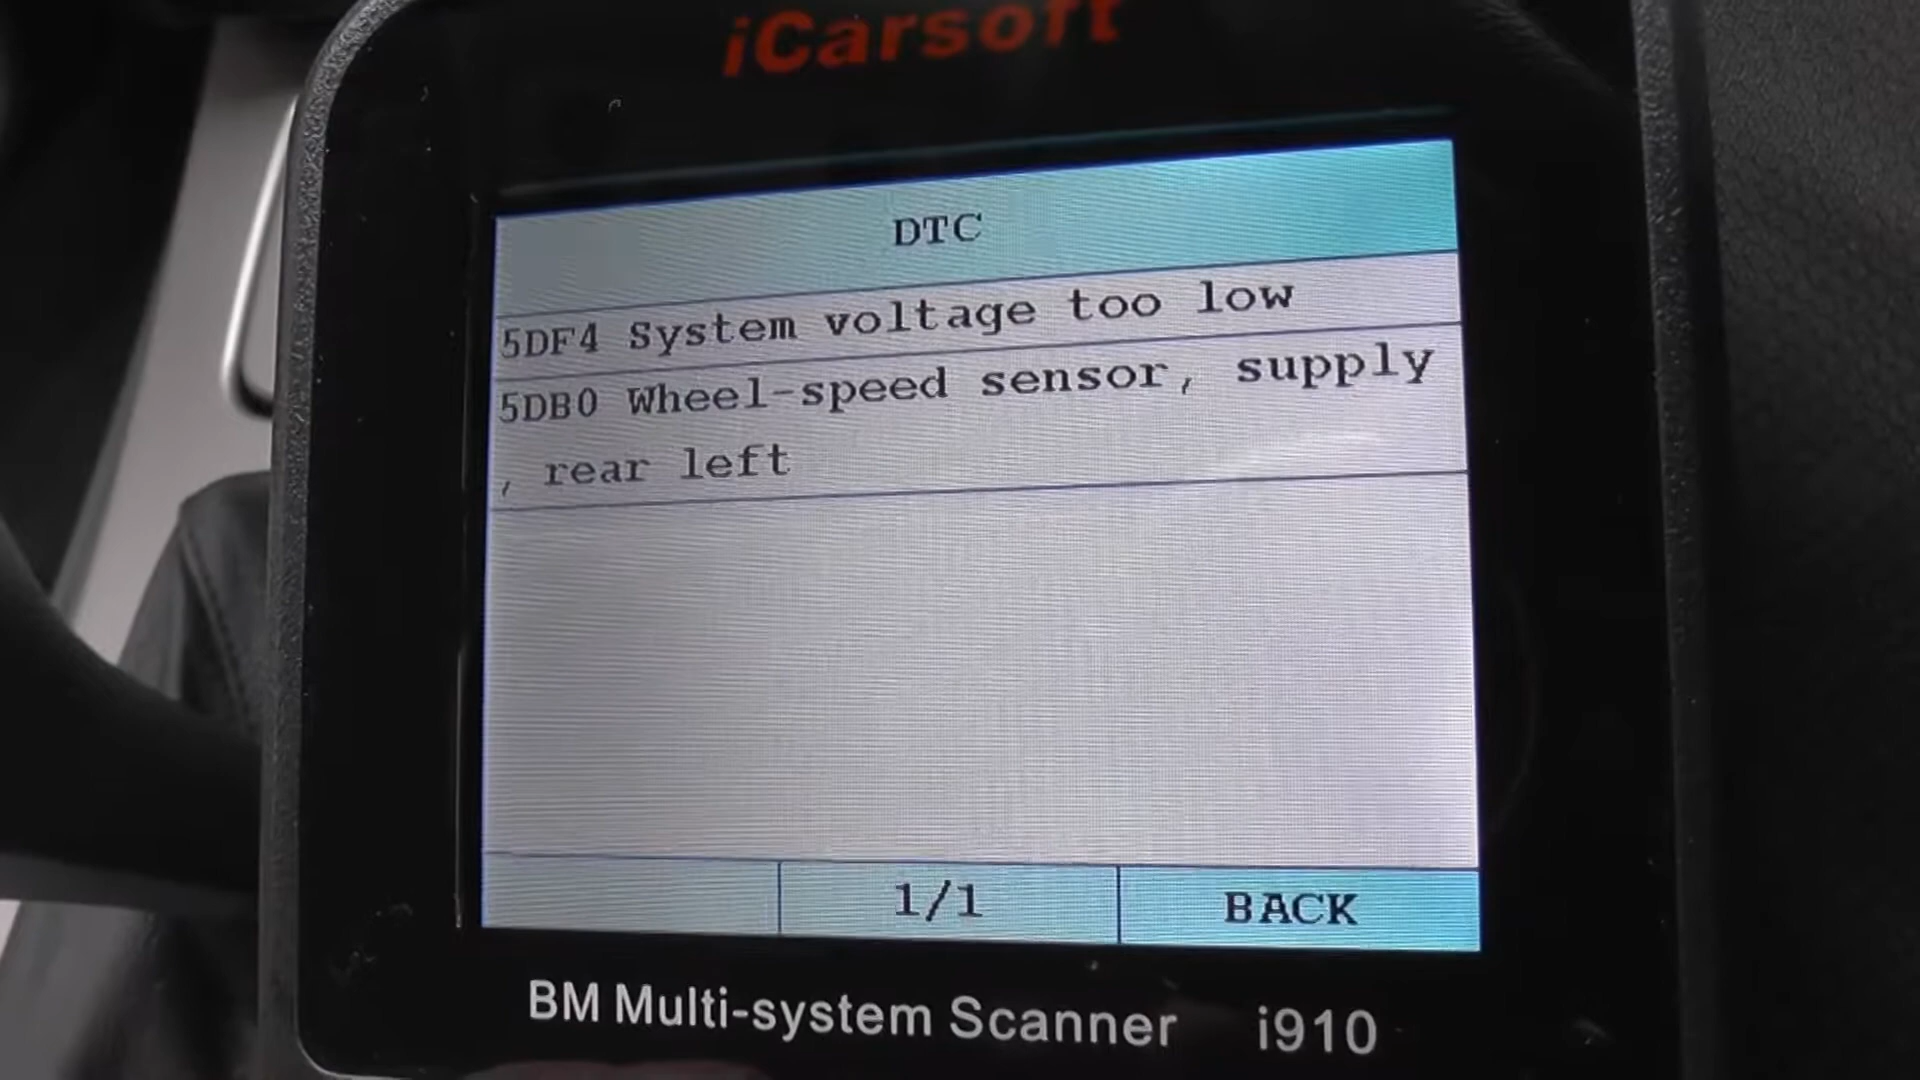 iCarsoft
DTC
5DF4 System voltage too low
5DB0 Wheel-speed sensor, supply
, rear left
1/1
BACK
BM Multi-system Scanner i910